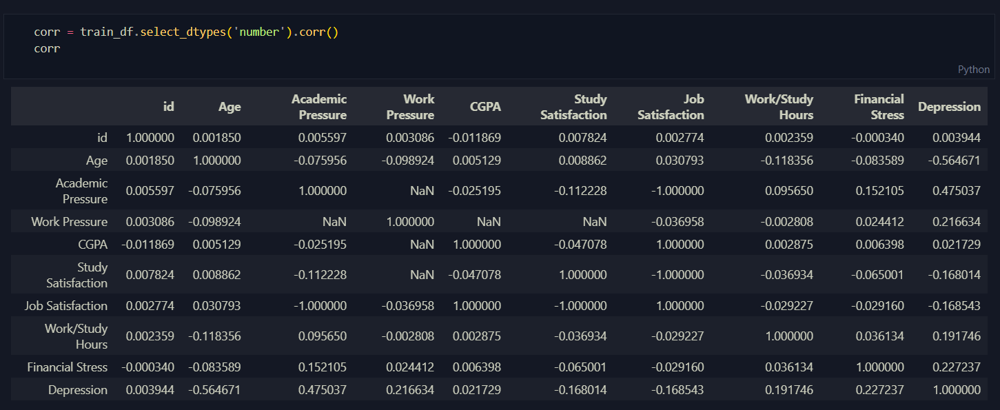 corr = train_df.select_dtypes('number').corr()
corr
Python
id Age Academic Pressure Work Pressure CGPA Study Satisfaction Job Satisfaction Work/Study Hours Financial Stress Depression
id 1.000000 0.001850 0.005597 0.003086 -0.011869 0.007824 0.002774 0.002359 -0.000340 0.003944
Age 0.001850 1.000000 -0.075956 -0.098924 0.005129 0.008862 0.030793 -0.118356 -0.083589 -0.564671
Academic Pressure 0.005597 -0.075956 1.000000 NaN -0.025195 -0.112228 -1.000000 0.095650 0.152105 0.475037
Work Pressure 0.003086 -0.098924 NaN 1.000000 NaN NaN -0.036958 -0.002808 0.024412 0.216634
CGPA -0.011869 0.005129 -0.025195 NaN 1.000000 -0.047078 1.000000 0.002875 0.006398 0.021729
Study Satisfaction 0.007824 0.008862 -0.112228 NaN -0.047078 1.000000 -1.000000 -0.036934 -0.065001 -0.168014
Job Satisfaction 0.002774 0.030793 -1.000000 -0.036958 1.000000 -1.000000 1.000000 -0.029227 -0.029160 -0.168543
Work/Study Hours 0.002359 -0.118356 0.095650 -0.002808 0.002875 -0.036934 -0.029227 1.000000 0.036134 0.191746
Financial Stress -0.000340 -0.083589 0.152105 0.024412 0.006398 -0.065001 -0.029160 0.036134 1.000000 0.227237
Depression 0.003944 -0.564671 0.475037 0.216634 0.021729 -0.168014 -0.168543 0.191746 0.227237 1.000000